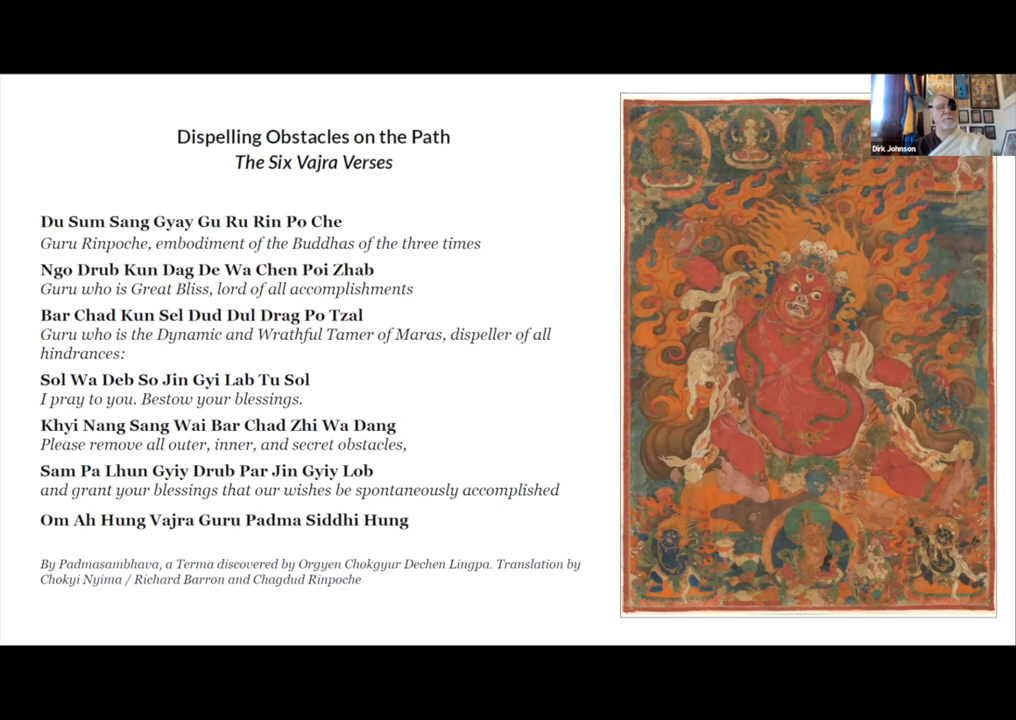 Dispelling Obstacles on the Path
The Six Vajra Verses
Du Sum Sang Gyay Gu Ru Rin Po Che
Guru Rinpoche, embodiment of the Buddhas of the three times
Ngo Drub Kun Dag De Wa Chen Poi Zhab
Guru who is Great Bliss, lord of all accomplishments
Bar Chad Kun Sel Dud Dul Drag Po Tzal
Guru who is the Dynamic and Wrathful Tamer of Maras, dispeller of all
hindrances:
Sol Wa Deb So Jin Gyi Lab Tu Sol
I pray to you. Bestow your blessings.
Khyi Nang Sang Wai Bar Chad Zhi Wa Dang
Please remove all outer, inner, and secret obstacles,
Sam Pa Lhun Gyiy Drub Par Jin Gyiy Lob
and grant your blessings that our wishes be spontaneously accomplished
Om Ah Hung Vajra Guru Padma Siddhi Hung
By Padmasambhava, a Terma discovered by Orgyen Chokgyur Dechen Lingpa. Translation by
Chokyi Nyima / Richard Barron and Chagdud Rinpoche
Dirk Johnson